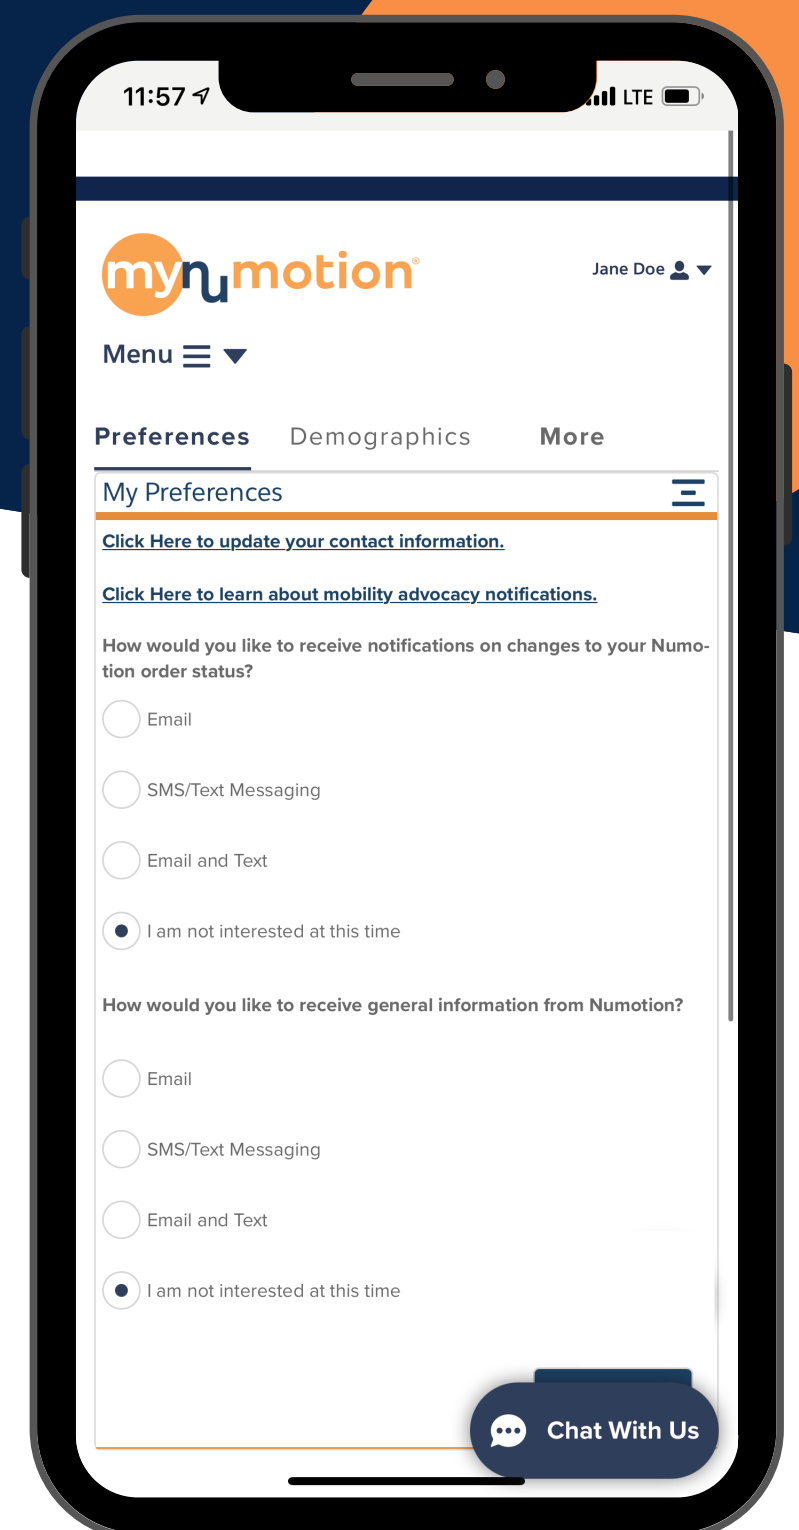 11:57 LTE
mynumotion®
Jane Doe
Menu
Preferences Demographics More
My Preferences
Click Here to update your contact information.
Click Here to learn about mobility advocacy notifications.
How would you like to receive notifications on changes to your Numo-
tion order status?
Email
SMS/Text Messaging
Email and Text
I am not interested at this time
How would you like to receive general information from Numotion?
Email
SMS/Text Messaging
Email and Text
I am not interested at this time
Chat With Us